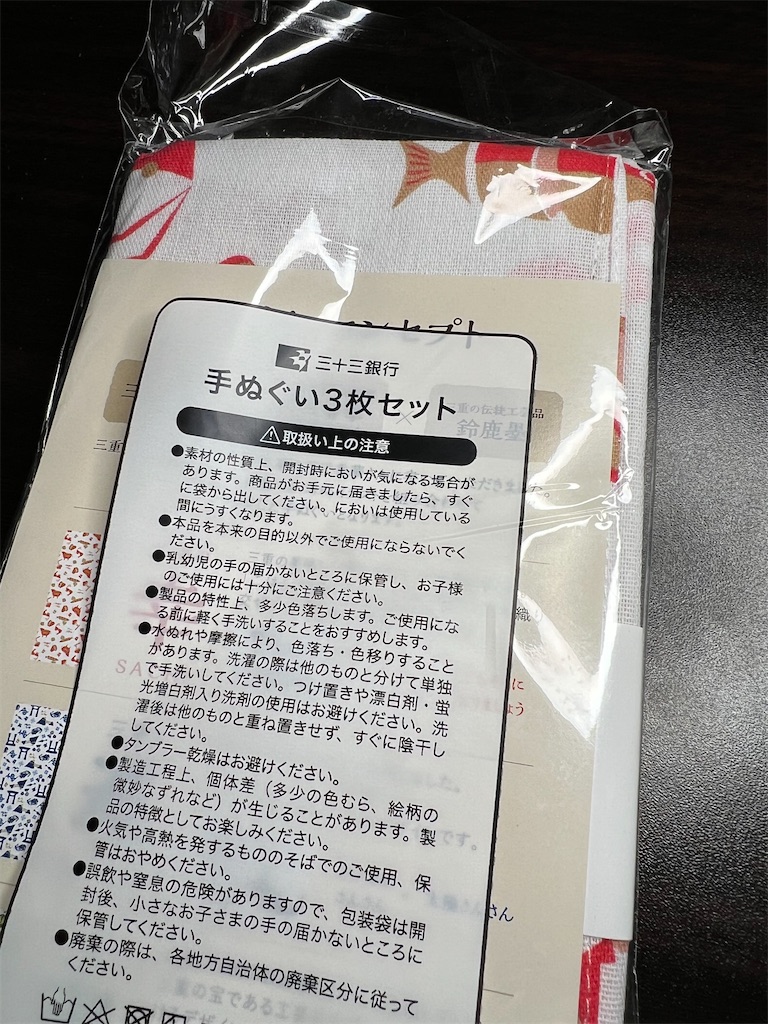 三十三銀行
手ぬぐい3枚セット
取扱い上の注意
●素材の性質上、開封時においが気になる場合が
あります。商品がお手元に届きましたら、すぐ
に袋から出してください。においは使用している
間にうすくなります。
●本品を本来の目的以外でご使用にならないでく
ださい。
●乳幼児の手の届かないところに保管し、お子様
のご使用には十分にご注意ください。
●製品の特性上、多少色落ちします。ご使用にな
る前に軽く手洗いすることをおすすめします。
●水ぬれや摩擦により、色落ち・色移りすること
があります。洗濯の際は他のものと分けて単独
で手洗いしてください。つけ置きや漂白剤・蛍
光増白剤入り洗剤の使用はお避けください。洗
濯後は他のものと重ね置きせず、すぐに陰干し
してください。
●タンブラー乾燥はお避けください。
●製造工程上、個体差（多少の色むら、絵柄の
微妙なずれなど）が生じることがあります。製
品の特徴としてお楽しみください。
●火気や高熱を発するもののそばでのご使用、保
管はおやめください。
●誤飲や窒息の危険がありますので、包装袋は開
封後、小さなお子さまの手の届かないところに
保管してください。
●廃棄の際は、各地方自治体の廃棄区分に従って
ください。
セプト
三重の伝統工芸品
鈴鹿墨
織り
SA